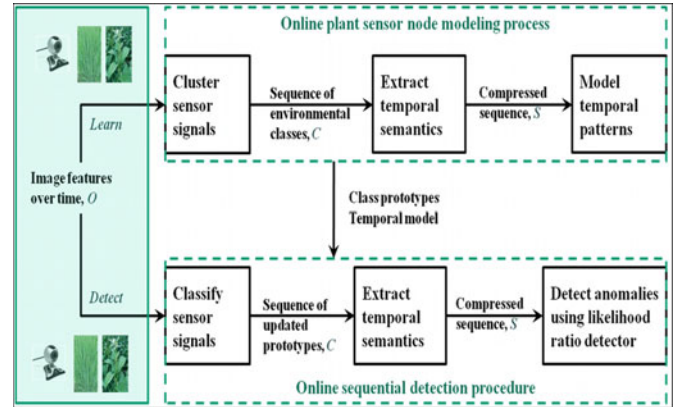 Online plant sensor node modeling process
Cluster
sensor
signals
Sequence of
environmental
classes, C
Extract
temporal
semantics
Compressed
sequence, S
Model
temporal
patterns
Learn
Image features
over time, O
Class prototypes
Temporal model
Detect
Classify
sensor
signals
Sequence of
updated
prototypes, C
Extract
temporal
semantics
Compressed
sequence, S
Detect anomalies
using likelihood
ratio detector
Online sequential detection procedure